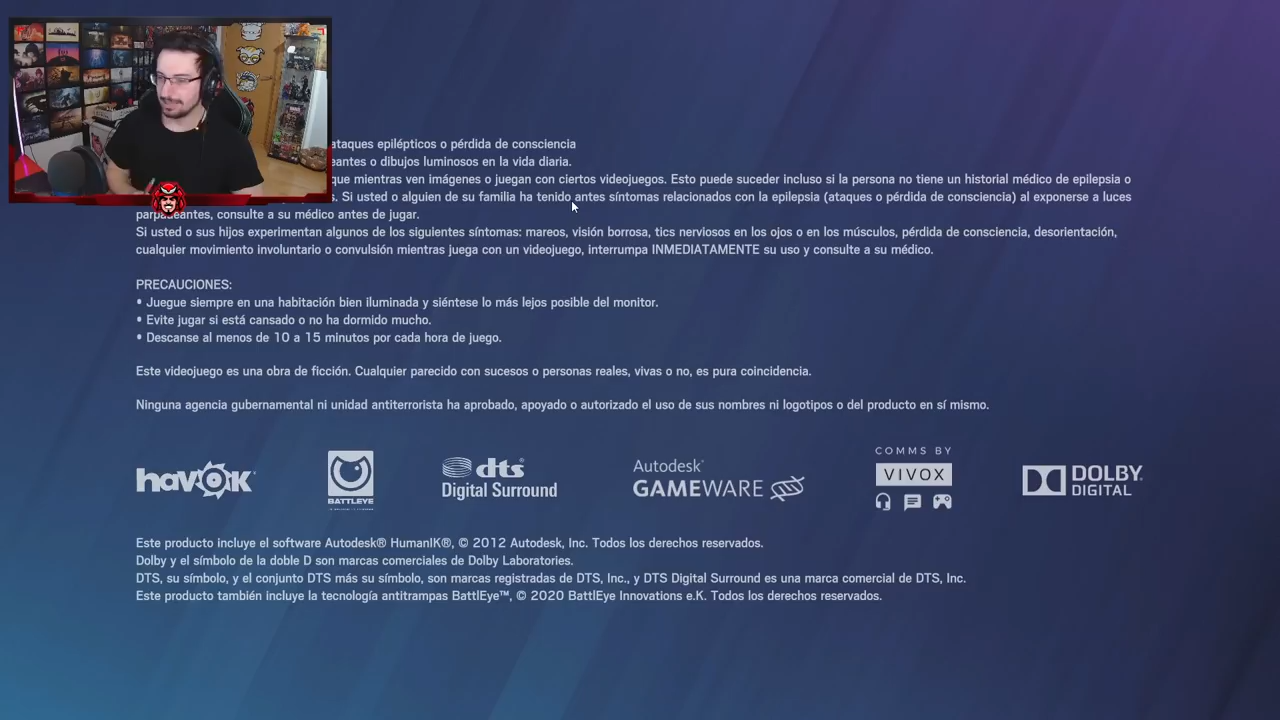 ataques epilépticos o pérdida de consciencia
eantes o dibujos luminosos en la vida diaria.
que mientras ven imágenes o juegan con ciertos videojuegos. Esto puede suceder incluso si la persona no tiene un historial médico de epilepsia o
s. Si usted o alguien de su familia ha tenido antes síntomas relacionados con la epilepsia (ataques o pérdida de consciencia) al exponerse a luces
parpadeantes, consulte a su médico antes de jugar.
Si usted o sus hijos experimentan algunos de los siguientes síntomas: mareos, visión borrosa, tics nerviosos en los ojos o en los músculos, pérdida de consciencia, desorientación,
cualquier movimiento involuntario o convulsión mientras juega con un videojuego, interrumpa INMEDIATAMENTE su uso y consulte a su médico.
PRECAUCIONES:
• Juegue siempre en una habitación bien iluminada y siéntese lo más lejos posible del monitor.
• Evite jugar si está cansado o no ha dormido mucho.
• Descanse al menos de 10 a 15 minutos por cada hora de juego.
Este videojuego es una obra de ficción. Cualquier parecido con sucesos o personas reales, vivas o no, es pura coincidencia.
Ninguna agencia gubernamental ni unidad antiterrorista ha aprobado, apoyado o autorizado el uso de sus nombres ni logotipos o del producto en sí mismo.
havok
BATTLEYE
dts
Digital Surround
Autodesk®
GAMEWARE
COMMS BY
VIVOX
DOLBY
DIGITAL
Este producto incluye el software Autodesk® HumanIK®, © 2012 Autodesk, Inc. Todos los derechos reservados.
Dolby y el símbolo de la doble D son marcas comerciales de Dolby Laboratories.
DTS, su símbolo, y el conjunto DTS más su símbolo, son marcas registradas de DTS, Inc., y DTS Digital Surround es una marca comercial de DTS, Inc.
Este producto también incluye la tecnología antitrampas BattlEye™, © 2020 BattlEye Innovations e.K. Todos los derechos reservados.